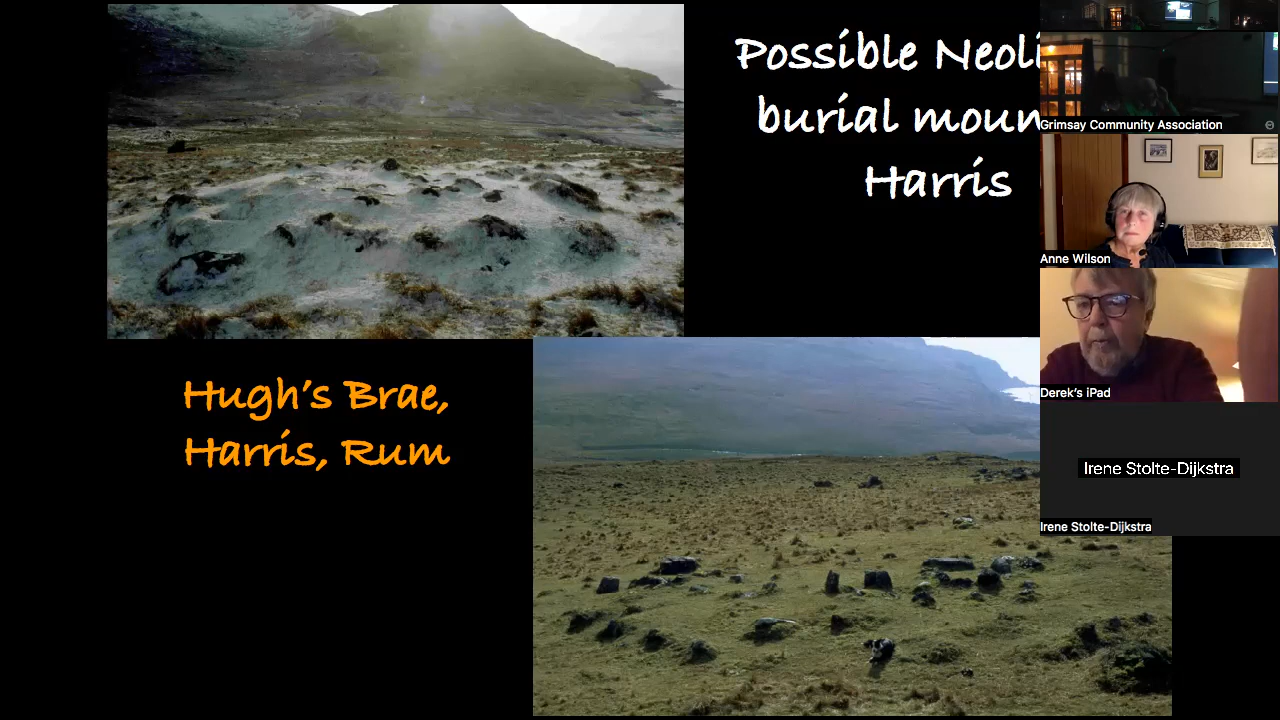 Possible Neoli
burial moun
Harris
Hugh's Brae,
Harris, Rum
Grimsay Community Association
Anne Wilson
Derek's iPad
Irene Stolte-Dijkstra
Irene Stolte-Dijkstra